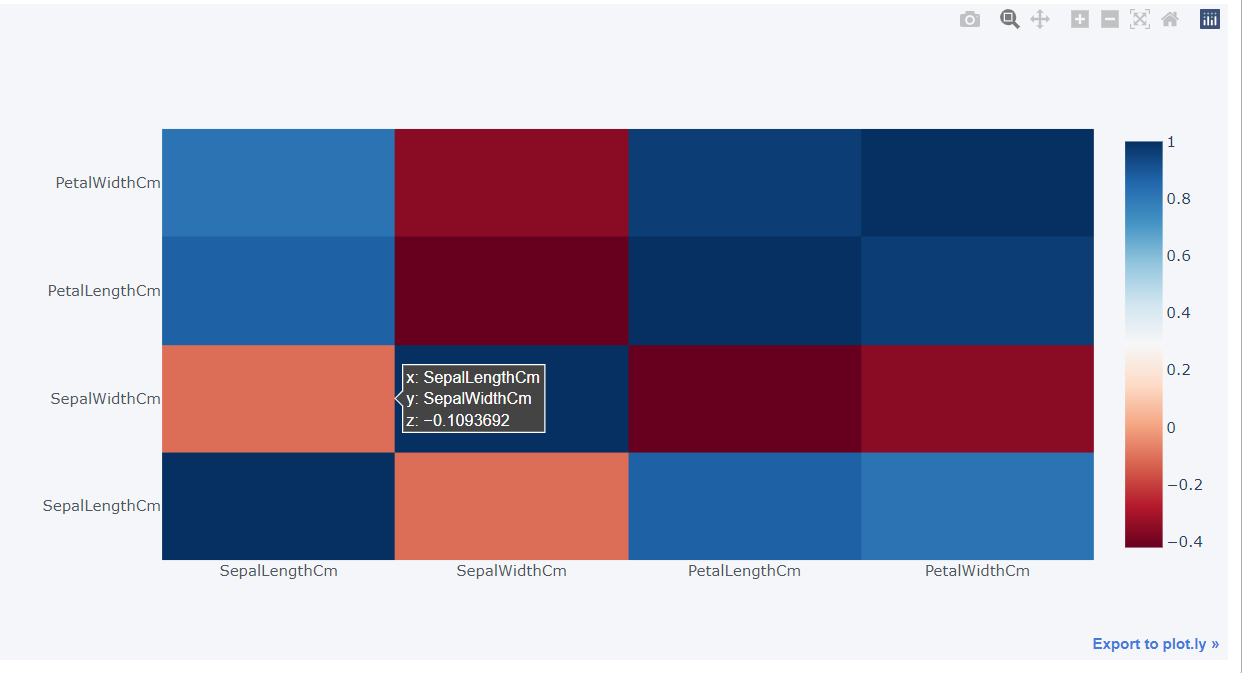 PetalWidthCm
PetalLengthCm
SepalWidthCm
SepalLengthCm
x: SepalLengthCm
y: SepalWidthCm
z: −0.1093692
SepalLengthCm
SepalWidthCm
PetalLengthCm
PetalWidthCm
1
0.8
0.6
0.4
0.2
0
−0.2
−0.4
Export to plot.ly »